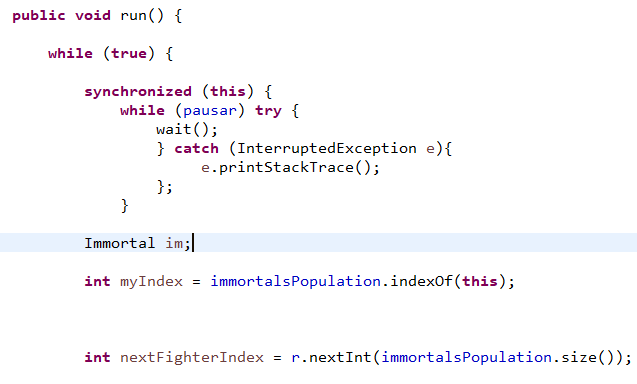 public void run() {
while (true) {
synchronized (this) {
while (pausar) try {
wait();
} catch (InterruptedException e){
e.printStackTrace();
};
}
Immortal im;
int myIndex = immortalsPopulation.indexOf(this);
int nextFighterIndex = r.nextInt(immortalsPopulation.size());